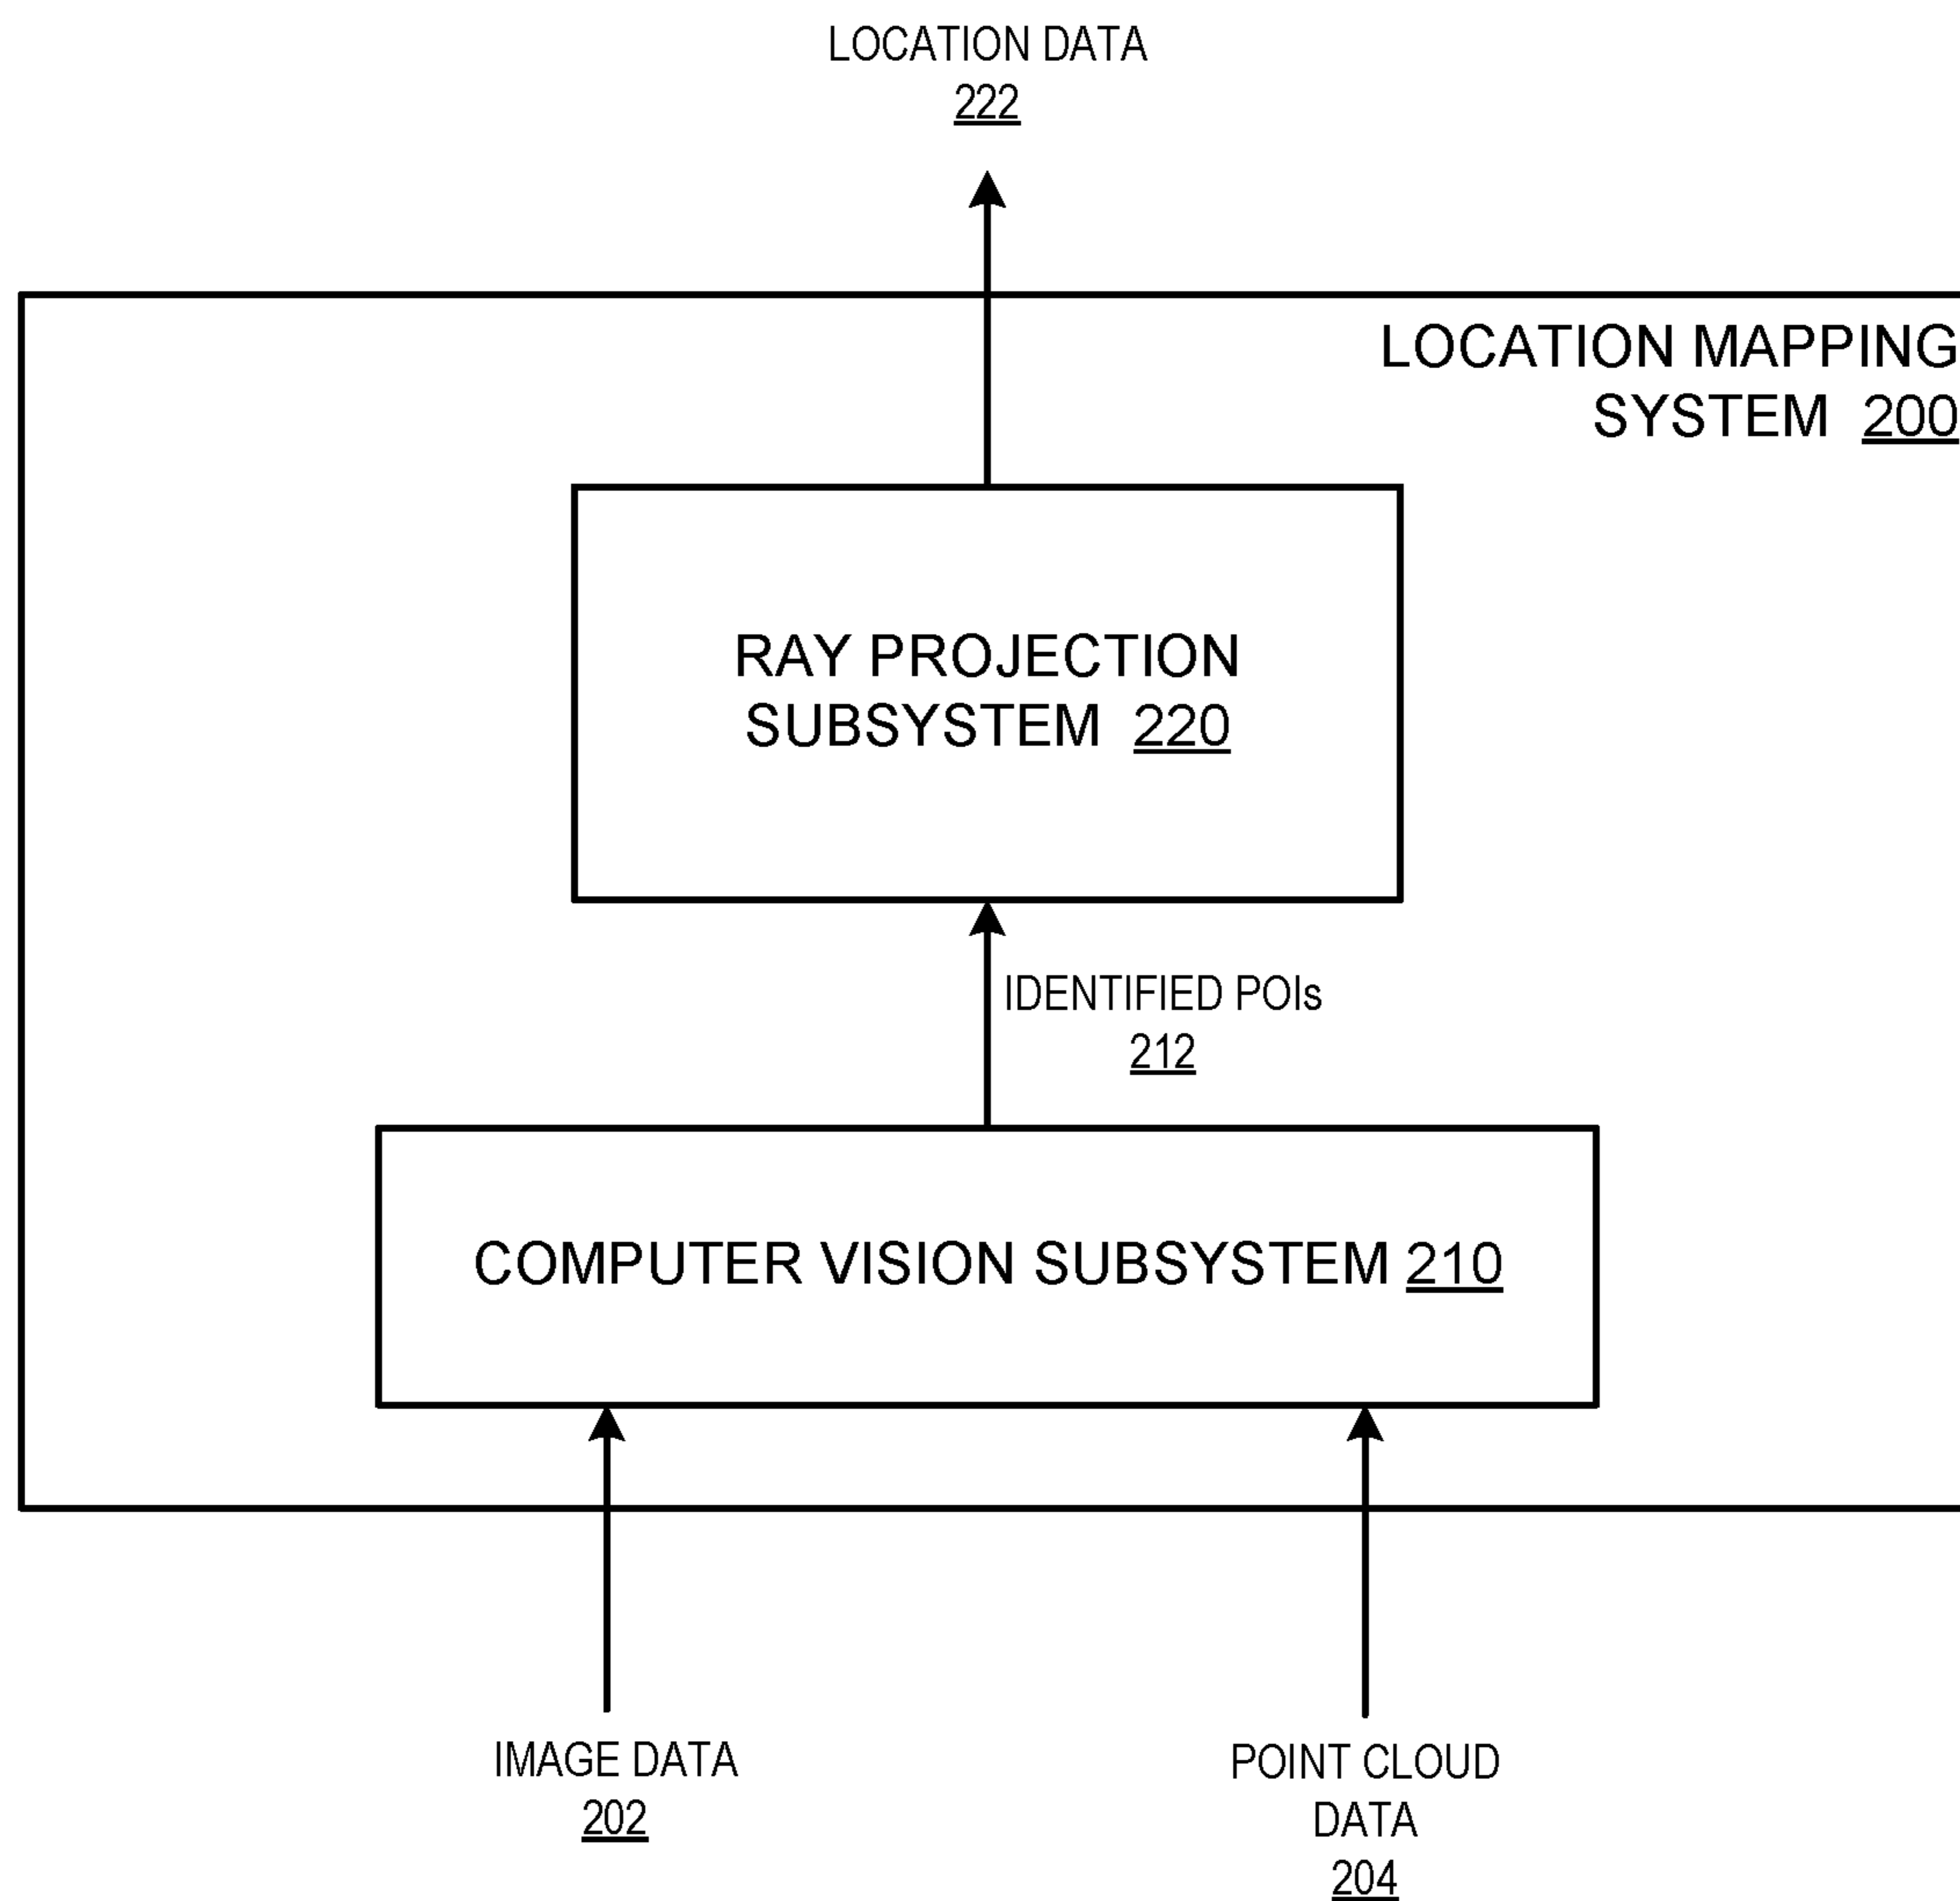 LOCATION DATA
222
LOCATION MAPPING
SYSTEM 200
RAY PROJECTION
SUBSYSTEM 220
IDENTIFIED POIs
212
COMPUTER VISION SUBSYSTEM 210
IMAGE DATA
202
POINT CLOUD
DATA
204